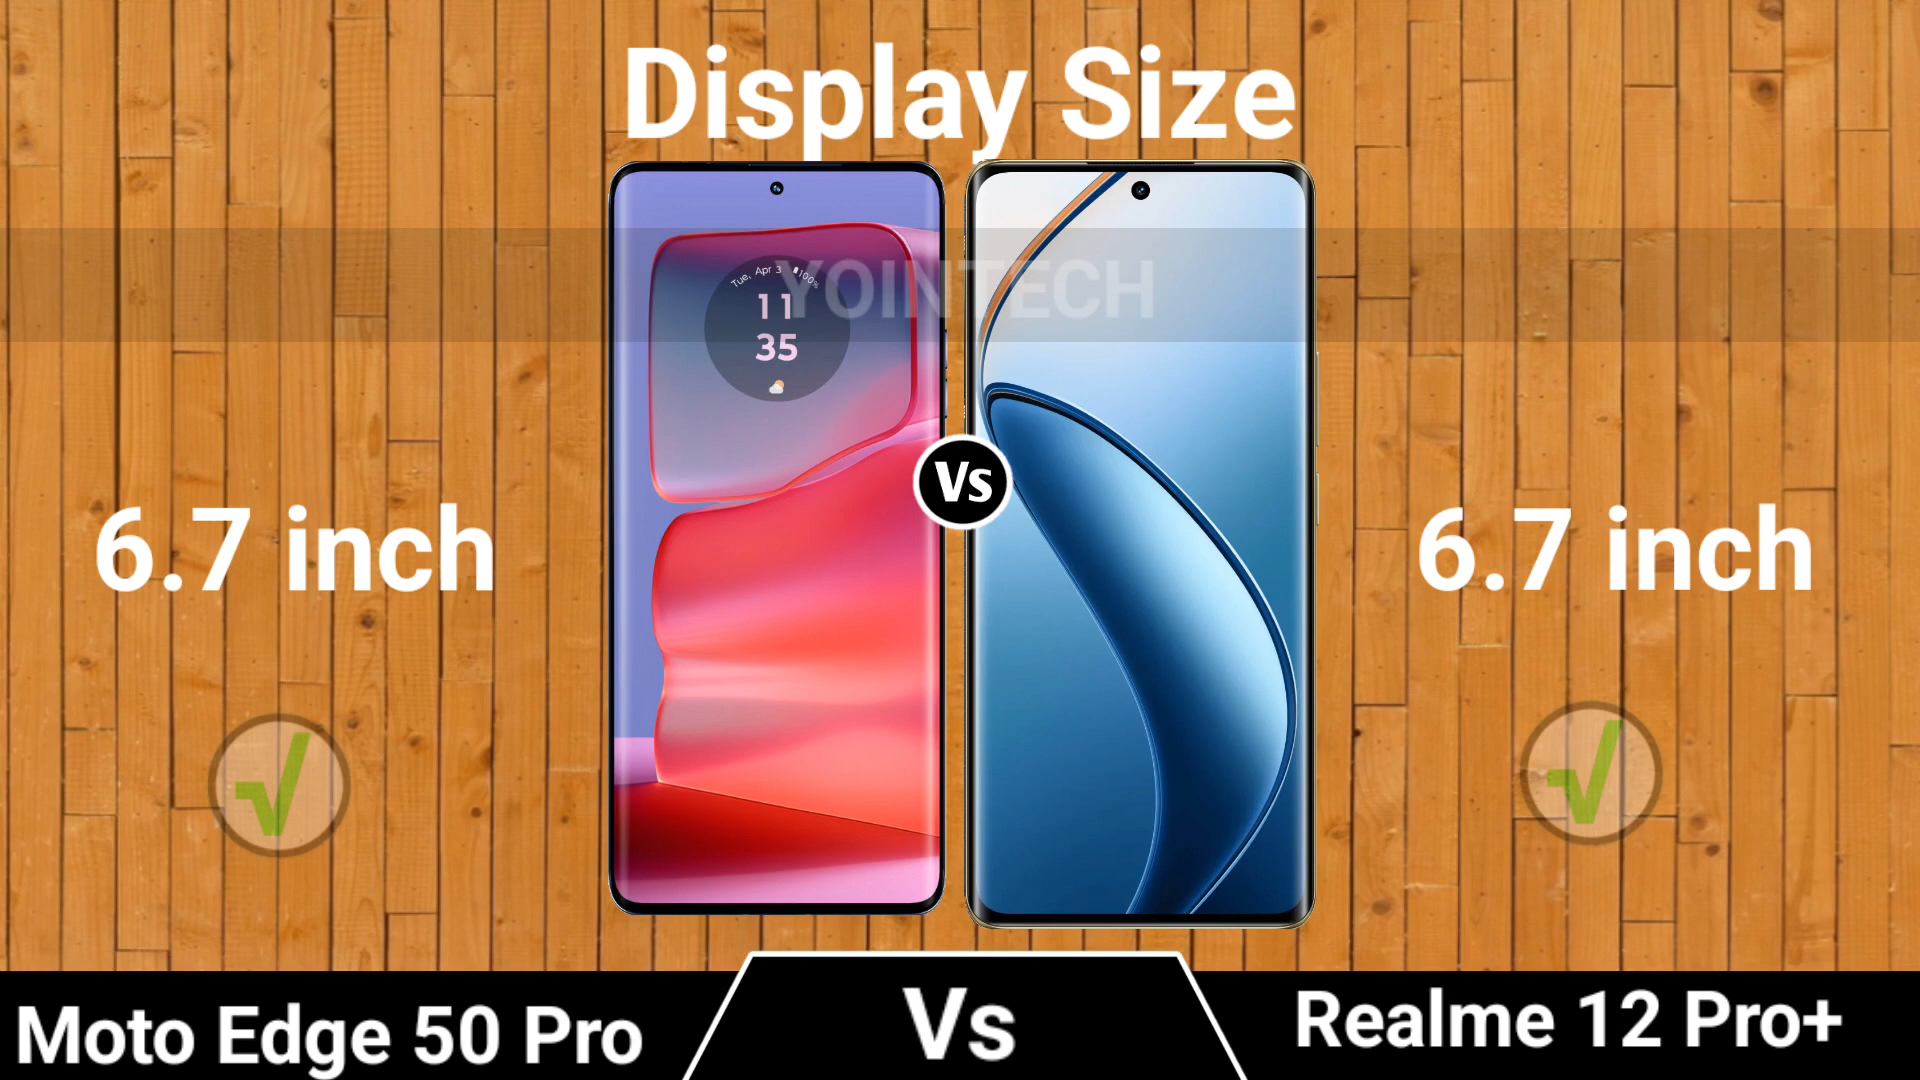 Display Size
YOINTECH
Tue, Apr 3 100%
11
35
Vs
6.7 inch
6.7 inch
Moto Edge 50 Pro
Vs
Realme 12 Pro+